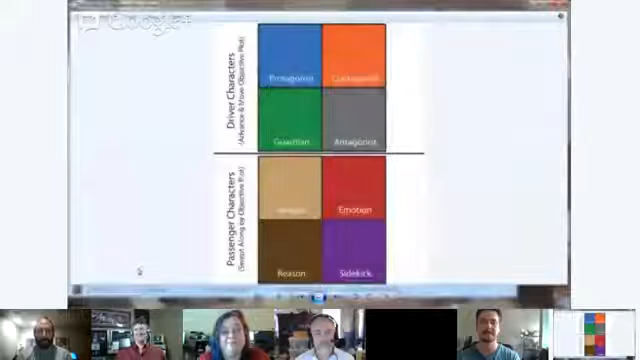 Google+
Driver Characters
(Advance & Move Objective Plot)
Protagonist
Contagonist
Guardian
Antagonist
Passenger Characters
(Swept Along by Objective Plot)
Emotion
Reason
Sidekick